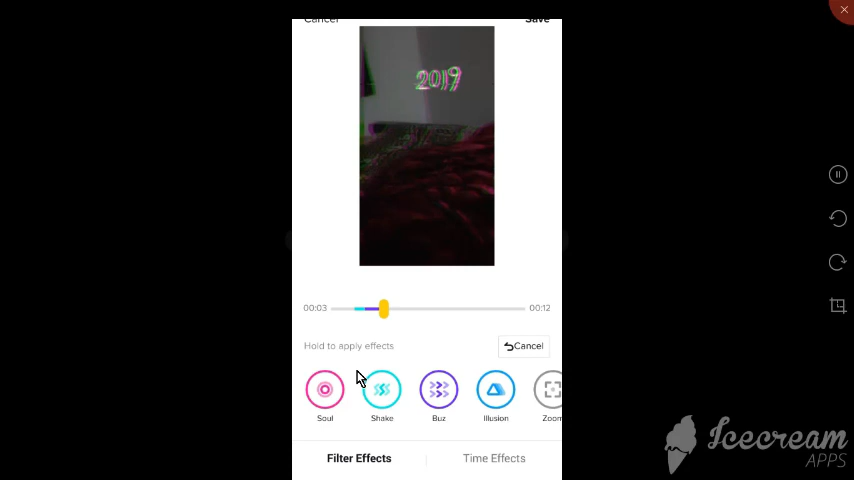 Cancel
Save
2019
00:03
00:12
Hold to apply effects
Cancel
Soul
Shake
Buz
Illusion
Zoom
Filter Effects
Time Effects
Icecream
APPS